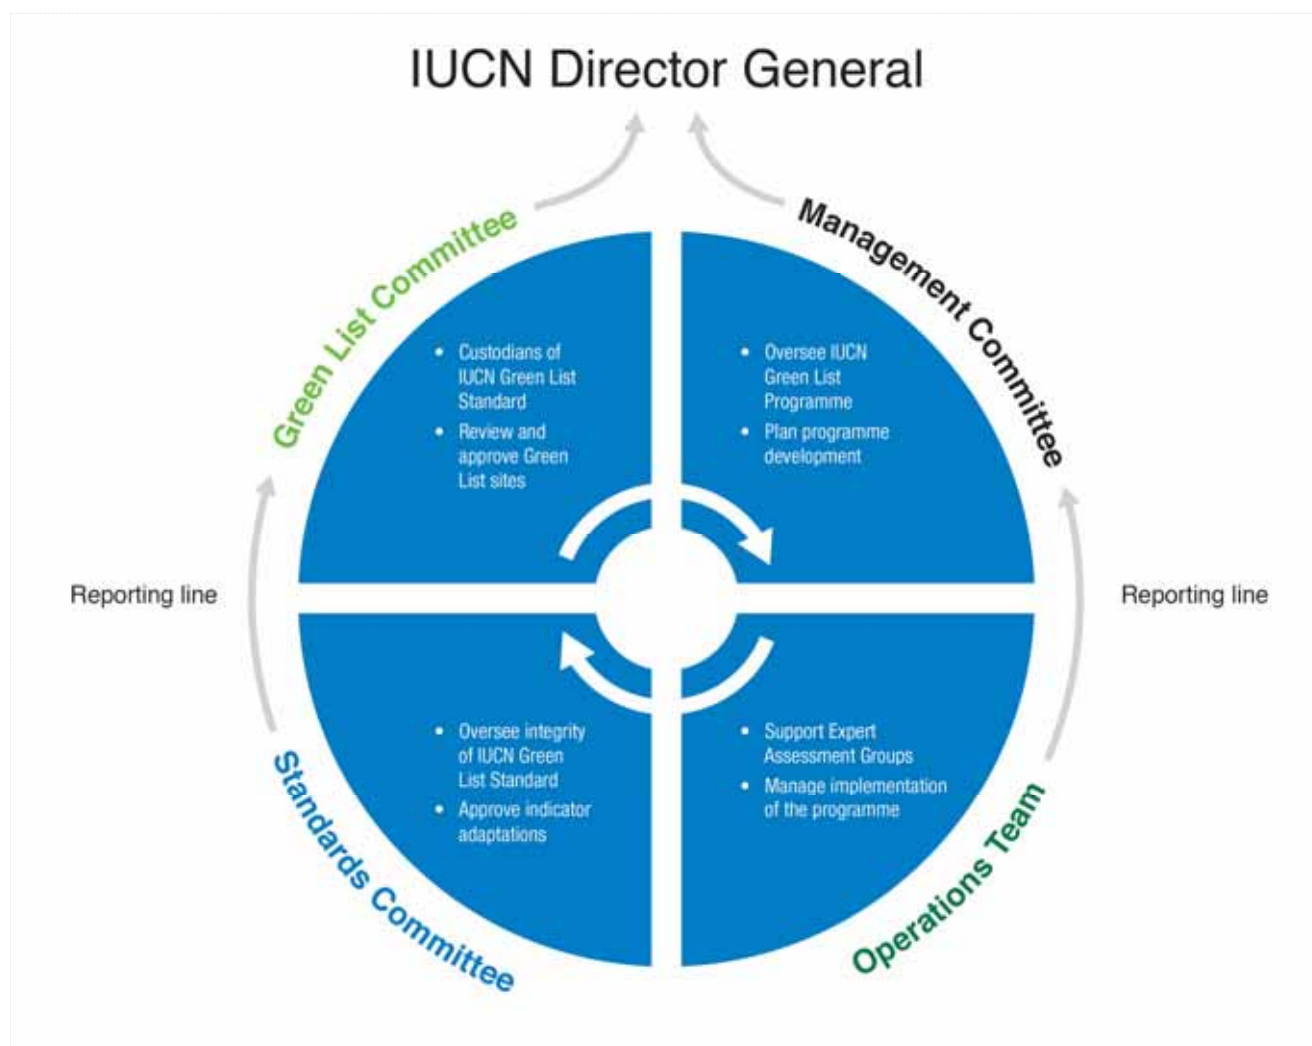 IUCN Director General
Green List Committee
Management Committee
• Custodians of
IUCN Green List
Standard
• Review and
approve Green
List sites
• Oversee IUCN
Green List
Programme
• Plan programme
development
Reporting line
Reporting line
• Oversee integrity
of IUCN Green
List Standard
• Approve indicator
adaptations
• Support Expert
Assessment Groups
• Manage implementation
of the programme
Standards Committee
Operations Team